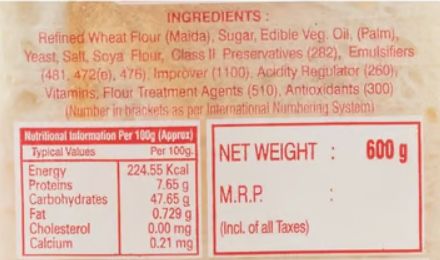 INGREDIENTS :
Refined Wheat Flour (Maida), Sugar, Edible Veg. Oil, (Palm),
Yeast, Salt, Soya Flour, Class II Preservatives (282), Emulsifiers
(481, 472(e), 476), Improver (1100), Acidity Regulator (260),
Vitamins, Flour Treatment Agents (510), Antioxidants (300)
(Number in brackets as per International Numbering System)
Nutritional Information Per 100g (Approx)
Typical Values Per 100g.
Energy 224.55 Kcal
Proteins 7.65 g
Carbohydrates 47.65 g
Fat 0.729 g
Cholesterol 0.00 mg
Calcium 0.21 mg
NET WEIGHT : 600 g
M.R.P. :
(Incl. of all Taxes)